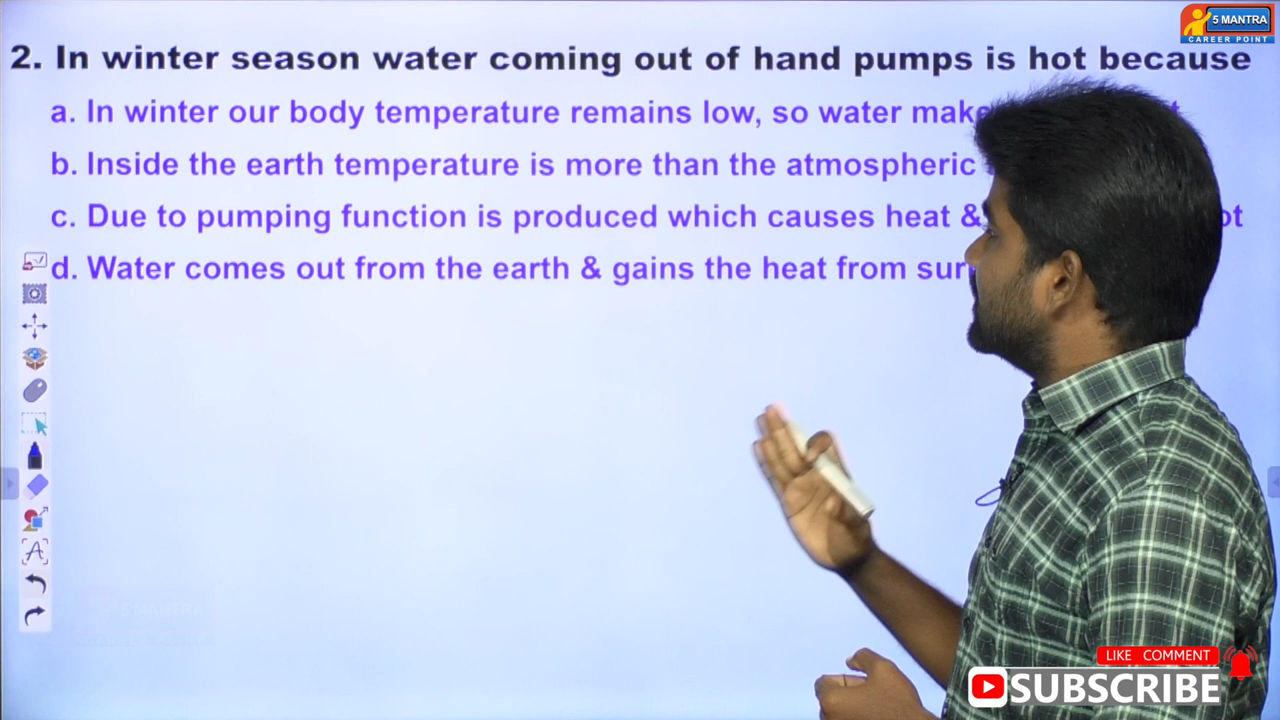 5 MANTRA
CAREER POINT
2. In winter season water coming out of hand pumps is hot because
a. In winter our body temperature remains low, so water
b. Inside the earth temperature is more than the atmospheric
c. Due to pumping function is produced which causes heat &
d. Water comes out from the earth & gains the heat from
LIKE COMMENT
SUBSCRIBE